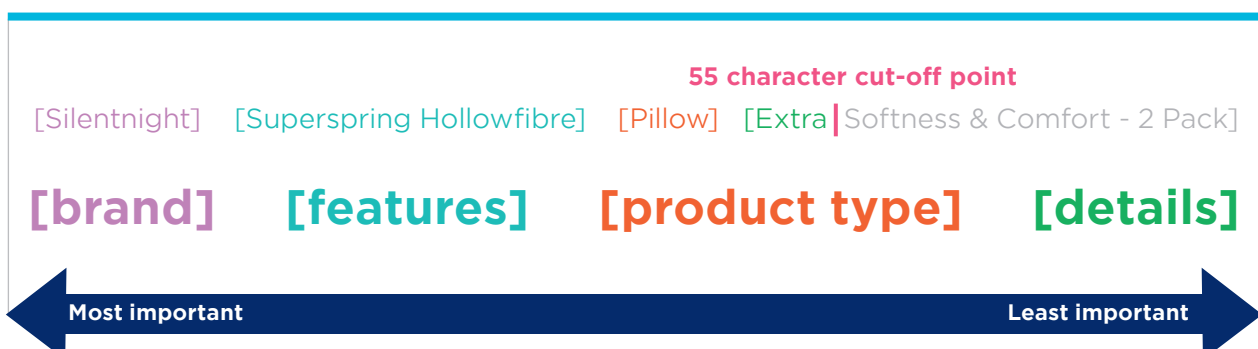 55 character cut-off point
[Silentnight] [Superspring Hollowfibre] [Pillow] [Extra Softness & Comfort - 2 Pack]
[brand] [features] [product type] [details]
Most important Least important